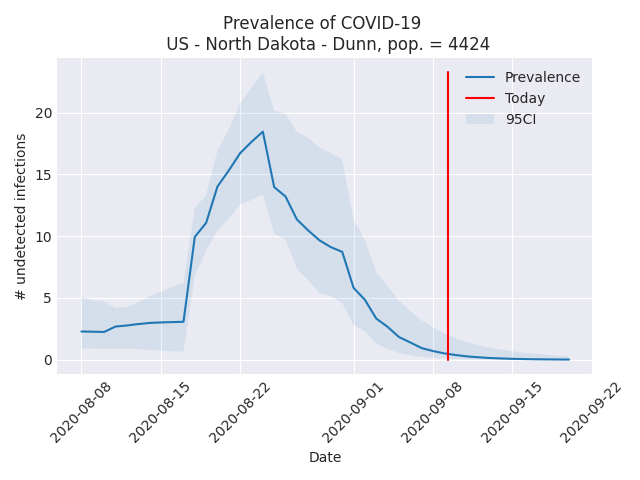 Prevalence of COVID-19
US - North Dakota - Dunn, pop. = 4424
Prevalence
Today
95CI
# undetected infections
20
15
10
5
0
2020-08-08
2020-08-15
2020-08-22
2020-09-01
2020-09-08
2020-09-15
2020-09-22
Date